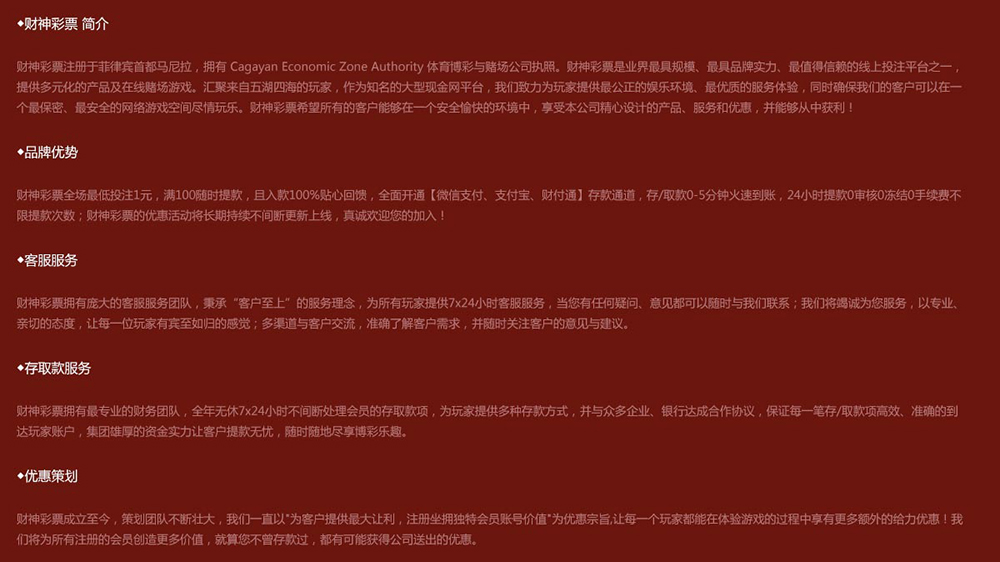 ◆财神彩票 简介
财神彩票注册于菲律宾首都马尼拉，拥有 Cagayan Economic Zone Authority 体育博彩与赌场公司执照。财神彩票是业界最具规模、最具品牌实力、最值得信赖的线上投注平台之一，
提供多元化的产品及在线赌场游戏。汇聚来自五湖四海的玩家，作为知名的大型现金网平台，我们致力为玩家提供最公正的娱乐环境、最优质的服务体验，同时确保我们的客户可以在一
个最保密、最安全的网络游戏空间尽情玩乐。财神彩票希望所有的客户能够在一个安全愉快的环境中，享受本公司精心设计的产品、服务和优惠，并能够从中获利！
◆品牌优势
财神彩票全场最低投注1元，满100随时提款，且入款100%贴心回馈，全面开通【微信支付、支付宝、财付通】存款通道，存/取款0-5分钟火速到账，24小时提款0审核0冻结0手续费不
限提款次数；财神彩票的优惠活动将长期持续不间断更新上线，真诚欢迎您的加入！
◆客服服务
财神彩票拥有庞大的客服服务团队，秉承“客户至上”的服务理念，为所有玩家提供7x24小时客服服务，当您有任何疑问、意见都可以随时与我们联系；我们将竭诚为您服务，以专业、
亲切的态度，让每一位玩家有宾至如归的感觉；多渠道与客户交流，准确了解客户需求，并随时关注客户的意见与建议。
◆存取款服务
财神彩票拥有最专业的财务团队，全年无休7x24小时不间断处理会员的存取款项，为玩家提供多种存款方式，并与众多企业、银行达成合作协议，保证每一笔存/取款项高效、准确的到
达玩家账户，集团雄厚的资金实力让客户提款无忧，随时随地尽享博彩乐趣。
◆优惠策划
财神彩票成立至今，策划团队不断壮大，我们一直以"为客户提供最大让利，注册坐拥独特会员账号价值"为优惠宗旨,让每一个玩家都能在体验游戏的过程中享有更多额外的给力优惠！我
们将为所有注册的会员创造更多价值，就算您不曾存款过，都有可能获得公司送出的优惠。